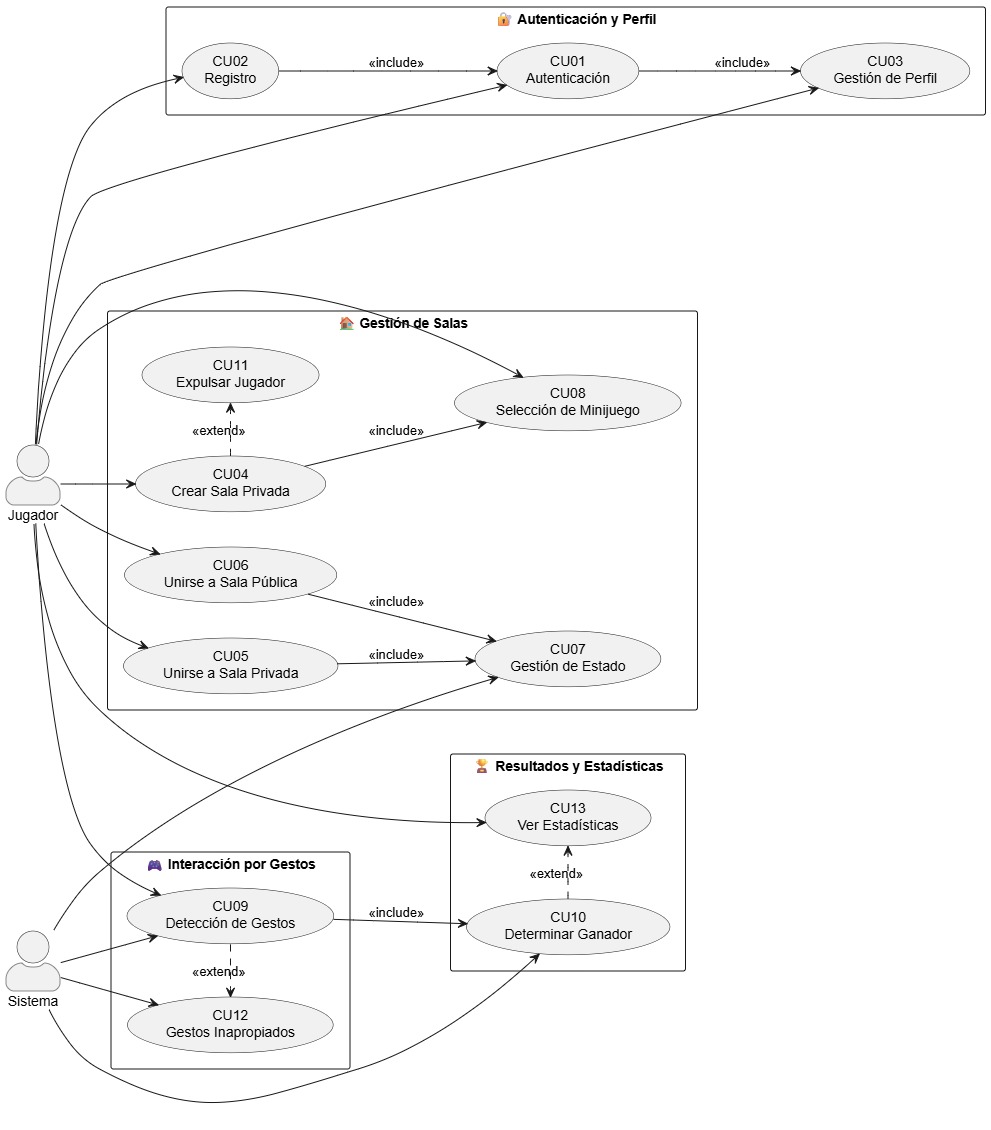 Autenticación y Perfil
CU02
Registro
«include»
CU01
Autenticación
«include»
CU03
Gestión de Perfil
Gestión de Salas
CU11
Expulsar Jugador
CU08
Selección de Minijuego
«extend»
«include»
CU04
Crear Sala Privada
Jugador
CU06
Unirse a Sala Pública
«include»
CU05
Unirse a Sala Privada
«include»
CU07
Gestión de Estado
Resultados y Estadísticas
CU13
Ver Estadísticas
«extend»
CU10
Determinar Ganador
Interacción por Gestos
CU09
Detección de Gestos
«include»
«extend»
CU12
Gestos Inapropiados
Sistema